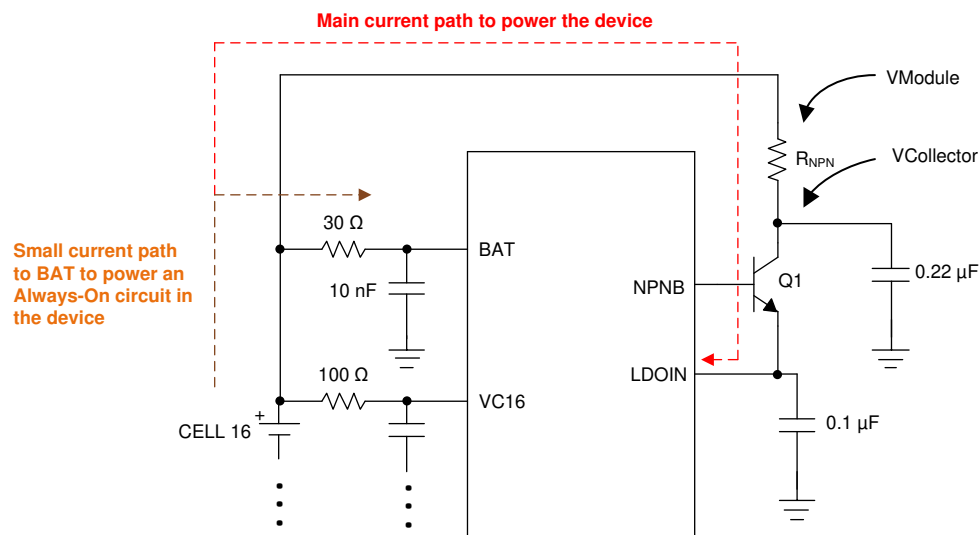 Main current path to power the device
VModule
R_NPN
VCollector
30 Ω
BAT
Small current path
to BAT to power an
Always-On circuit in
the device
10 nF
NPNB
Q1
0.22 µF
100 Ω
LDOIN
VC16
+
CELL 16
0.1 µF